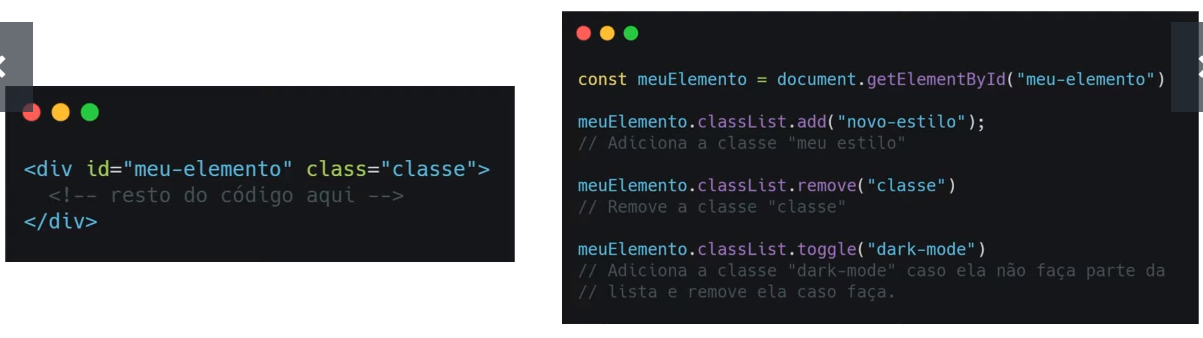 <div id="meu-elemento" class="classe">
<!-- resto do código aqui -->
</div>
const meuElemento = document.getElementById("meu-elemento")
meuElemento.classList.add("novo-estilo");
// Adiciona a classe "meu estilo"
meuElemento.classList.remove("classe")
// Remove a classe "classe"
meuElemento.classList.toggle("dark-mode")
// Adiciona a classe "dark-mode" caso ela não faça parte da
// lista e remove ela caso faça.